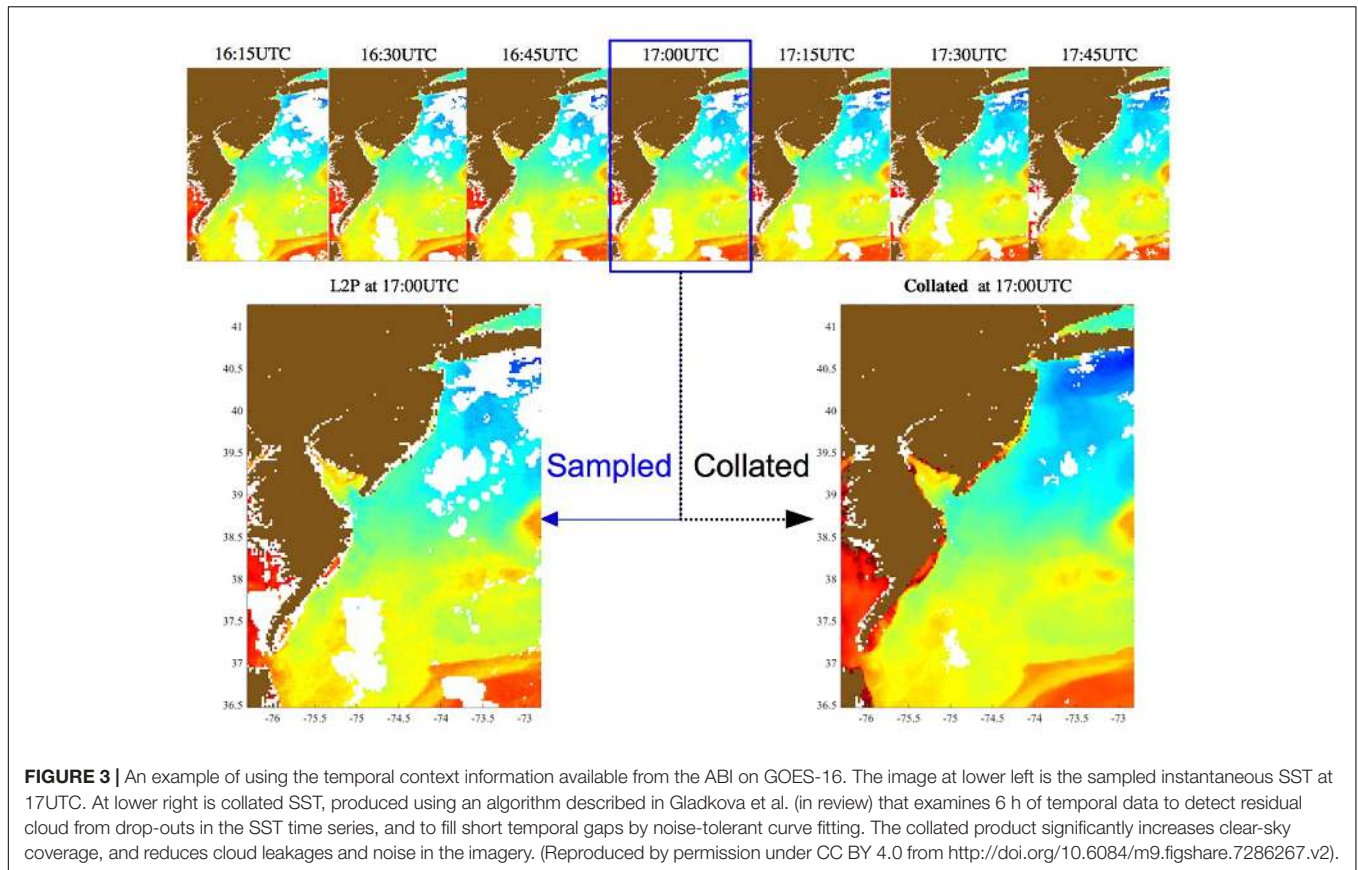 16:15UTC 16:30UTC 16:45UTC 17:00UTC 17:15UTC 17:30UTC 17:45UTC
L2P at 17:00UTC
Collated at 17:00UTC
41
40.5
40
39.5
39
38.5
38
37.5
37
36.5
-76 -75.5 -75 -74.5 -74 -73.5 -73
Sampled Collated
41
40.5
40
39.5
39
38.5
38
37.5
37
36.5
-76 -75.5 -75 -74.5 -74 -73.5 -73
FIGURE 3 | An example of using the temporal context information available from the ABI on GOES-16. The image at lower left is the sampled instantaneous SST at
17UTC. At lower right is collated SST, produced using an algorithm described in Gladkova et al. (in review) that examines 6 h of temporal data to detect residual
cloud from drop-outs in the SST time series, and to fill short temporal gaps by noise-tolerant curve fitting. The collated product significantly increases clear-sky
coverage, and reduces cloud leakages and noise in the imagery. (Reproduced by permission under CC BY 4.0 from http://doi.org/10.6084/m9.figshare.7286267.v2).